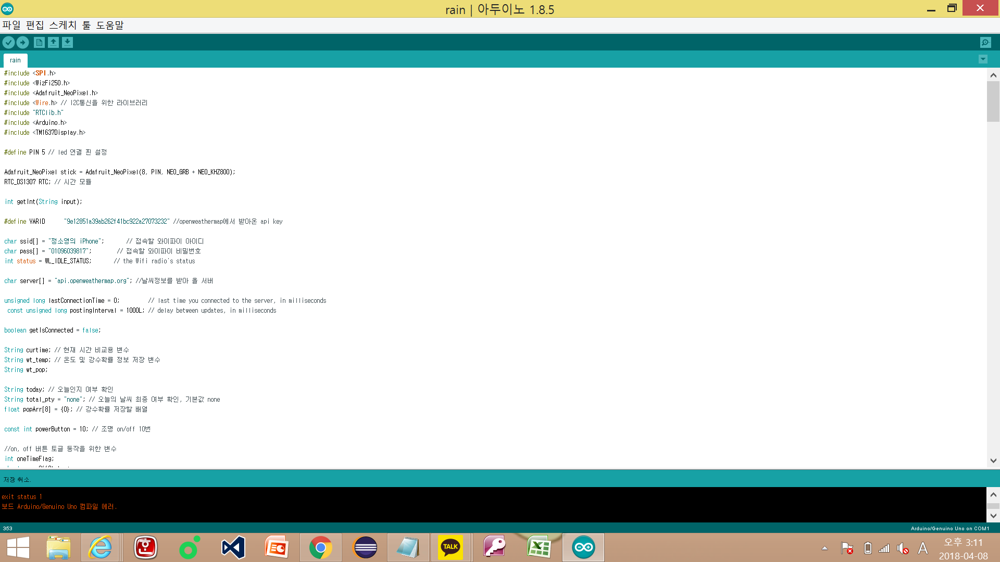 rain | 아두이노 1.8.5
파일 편집 스케치 툴 도움말
rain
#include <SPI.h>
#include <WizFi250.h>
#include <Adafruit_NeoPixel.h>
#include <Wire.h> // I2C통신을 위한 라이브러리
#include "RTClib.h"
#include <Arduino.h>
#include <TM1637Display.h>
#define PIN 5 // led 연결 핀 설정
Adafruit_NeoPixel stick = Adafruit_NeoPixel(8, PIN, NEO_GRB + NEO_KHZ800);
RTC_DS1307 RTC; // 시간 모듈
int getInt(String input);
#define VARID "9e12851a39ab262f41bc922a27073232" //openweathermap에서 받아온 api key
char ssid[] = "정소영의 iPhone"; // 접속할 와이파이 아이디
char pass[] = "01096039817"; // 접속할 와이파이 비밀번호
int status = WL_IDLE_STATUS; // the Wifi radio's status
char server[] = "api.openweathermap.org"; //날씨정보를 받아 올 서버
unsigned long lastConnectionTime = 0; // last time you connected to the server, in milliseconds
const unsigned long postingInterval = 1000L; // delay between updates, in milliseconds
boolean getIsConnected = false;
String curtime; // 현재 시간 비교용 변수
String wt_temp; // 온도 및 강수확률 정보 저장 변수
String wt_pop;
String today; // 오늘인지 여부 확인
String total_pty = "none"; // 오늘의 날씨 최종 여부 확인, 기본값 none
float popArr[8] = {0}; // 강수확률 저장할 배열
const int powerButton = 10; // 조명 on/off 10번
//on, off 버튼 토글 동작을 위한 변수
int oneTimeFlag;
저장 취소.
exit status 1
보드 Arduino/Genuino Uno 컴파일 에러.
353
Arduino/Genuino Uno on COM1
TALK
A
오후 3:11
2018-04-08